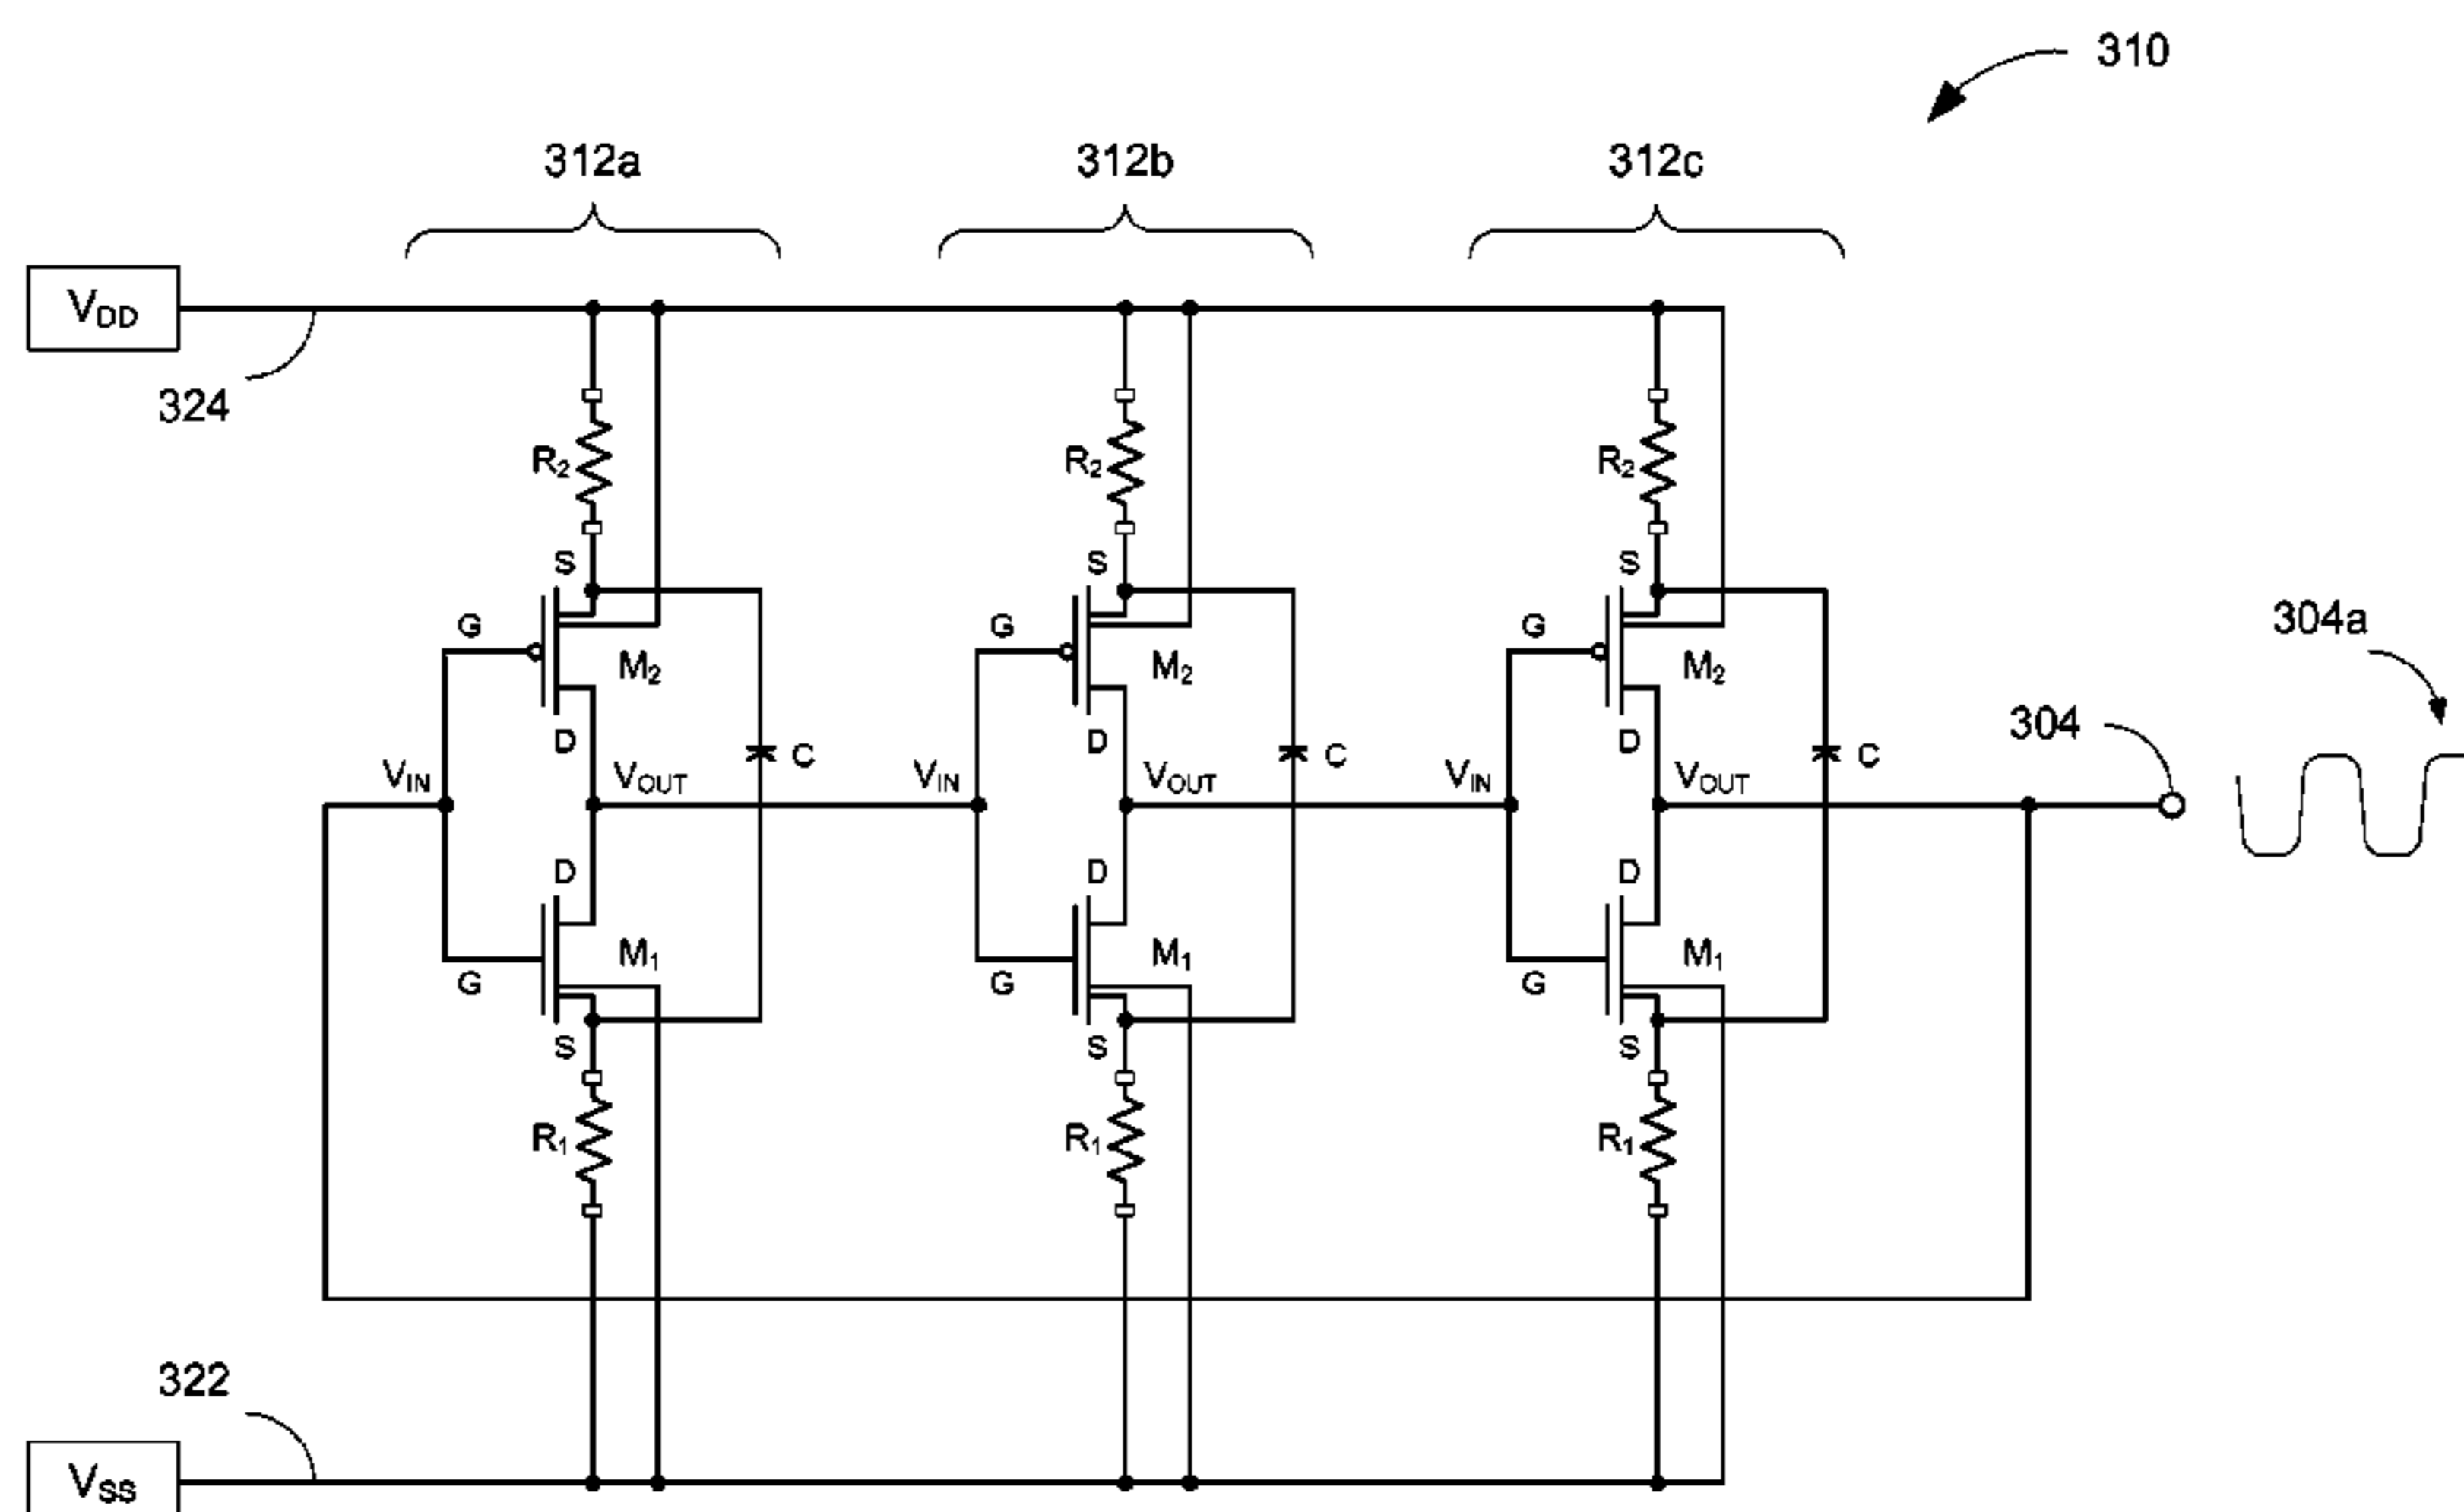 310
312a 312b 312c
VDD
324
R2 R2 R2
S S S
G G G
304a
M2 M2 M2
304
D D D
C C C
VIN VOUT VIN VOUT VIN VOUT
D D D
M1 M1 M1
G G G
S S S
R1 R1 R1
322
VSS